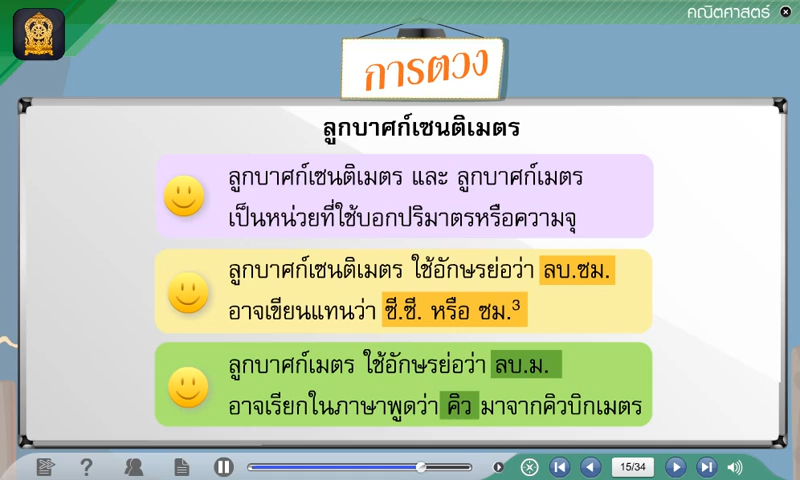 คณิตศาสตร์
การตวง
ลูกบาศก์เซนติเมตร
ลูกบาศก์เซนติเมตร และ ลูกบาศก์เมตร
เป็นหน่วยที่ใช้บอกปริมาตรหรือความจุ
ลูกบาศก์เซนติเมตร ใช้อักษรย่อว่า ลบ.ซม.
อาจเขียนแทนว่า ซี.ซี. หรือ ซม.³
ลูกบาศก์เมตร ใช้อักษรย่อว่า ลบ.ม.
อาจเรียกในภาษาพูดว่า คิว มาจากคิวบิกเมตร
15/34